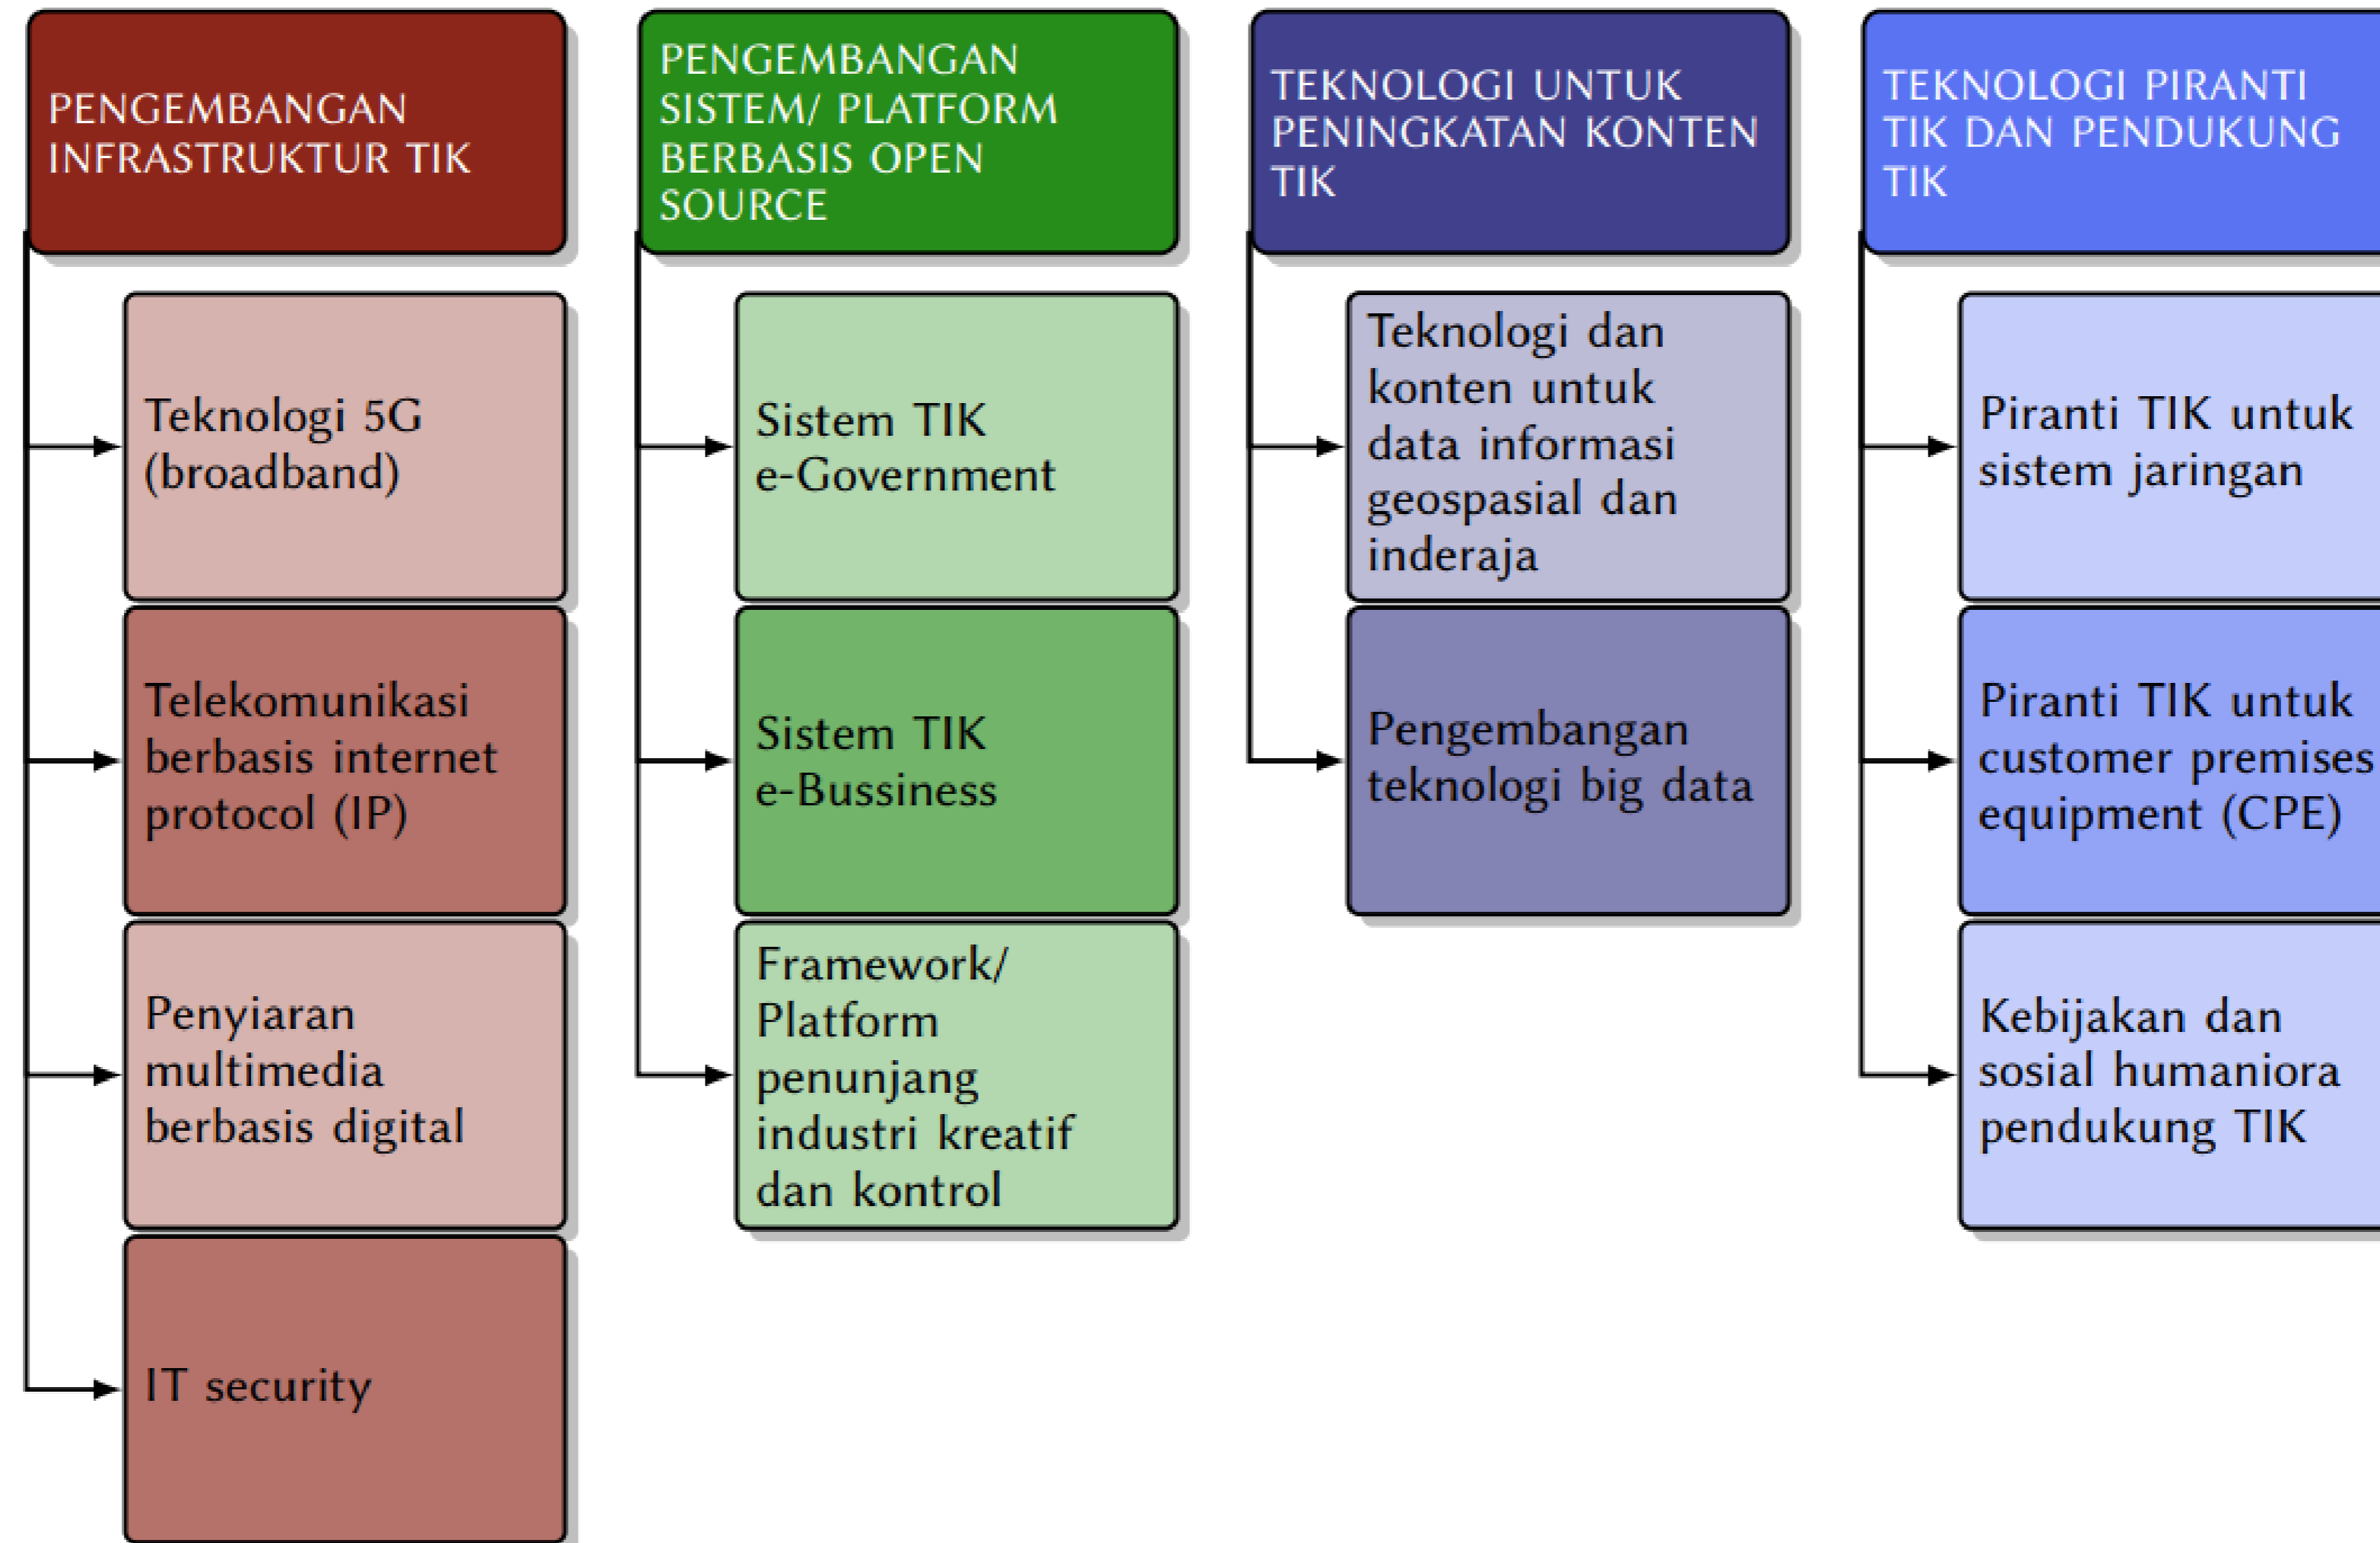 PENGEMBANGAN
INFRASTRUKTUR TIK
Teknologi 5G
(broadband)
Telekomunikasi
berbasis internet
protocol (IP)
Penyiaran
multimedia
berbasis digital
IT security
PENGEMBANGAN
SISTEM/ PLATFORM
BERBASIS OPEN
SOURCE
Sistem TIK
e-Government
Sistem TIK
e-Bussiness
Framework/
Platform
penunjang
industri kreatif
dan kontrol
TEKNOLOGI UNTUK
PENINGKATAN KONTEN
TIK
Teknologi dan
konten untuk
data informasi
geospasial dan
inderaja
Pengembangan
teknologi big data
TEKNOLOGI PIRANTI
TIK DAN PENDUKUNG
TIK
Piranti TIK untuk
sistem jaringan
Piranti TIK untuk
customer premises
equipment (CPE)
Kebijakan dan
sosial humaniora
pendukung TIK